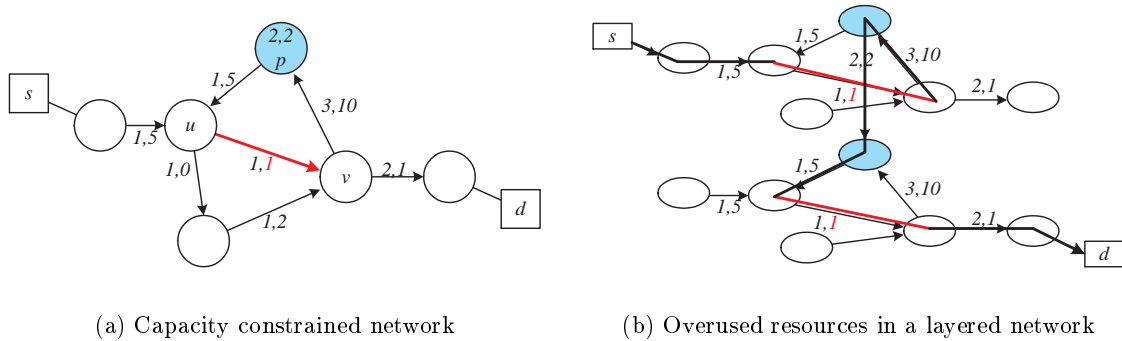 2,2
p
s
1,5
1,5
u
3,10
1,0
1,1
v
2,1
1,2
d
(a) Capacity constrained network
s
1,5
2,2
3,10
1,5
1,1
2,1
1,5
3,10
1,5
1,1
2,1
d
(b) Overused resources in a layered network